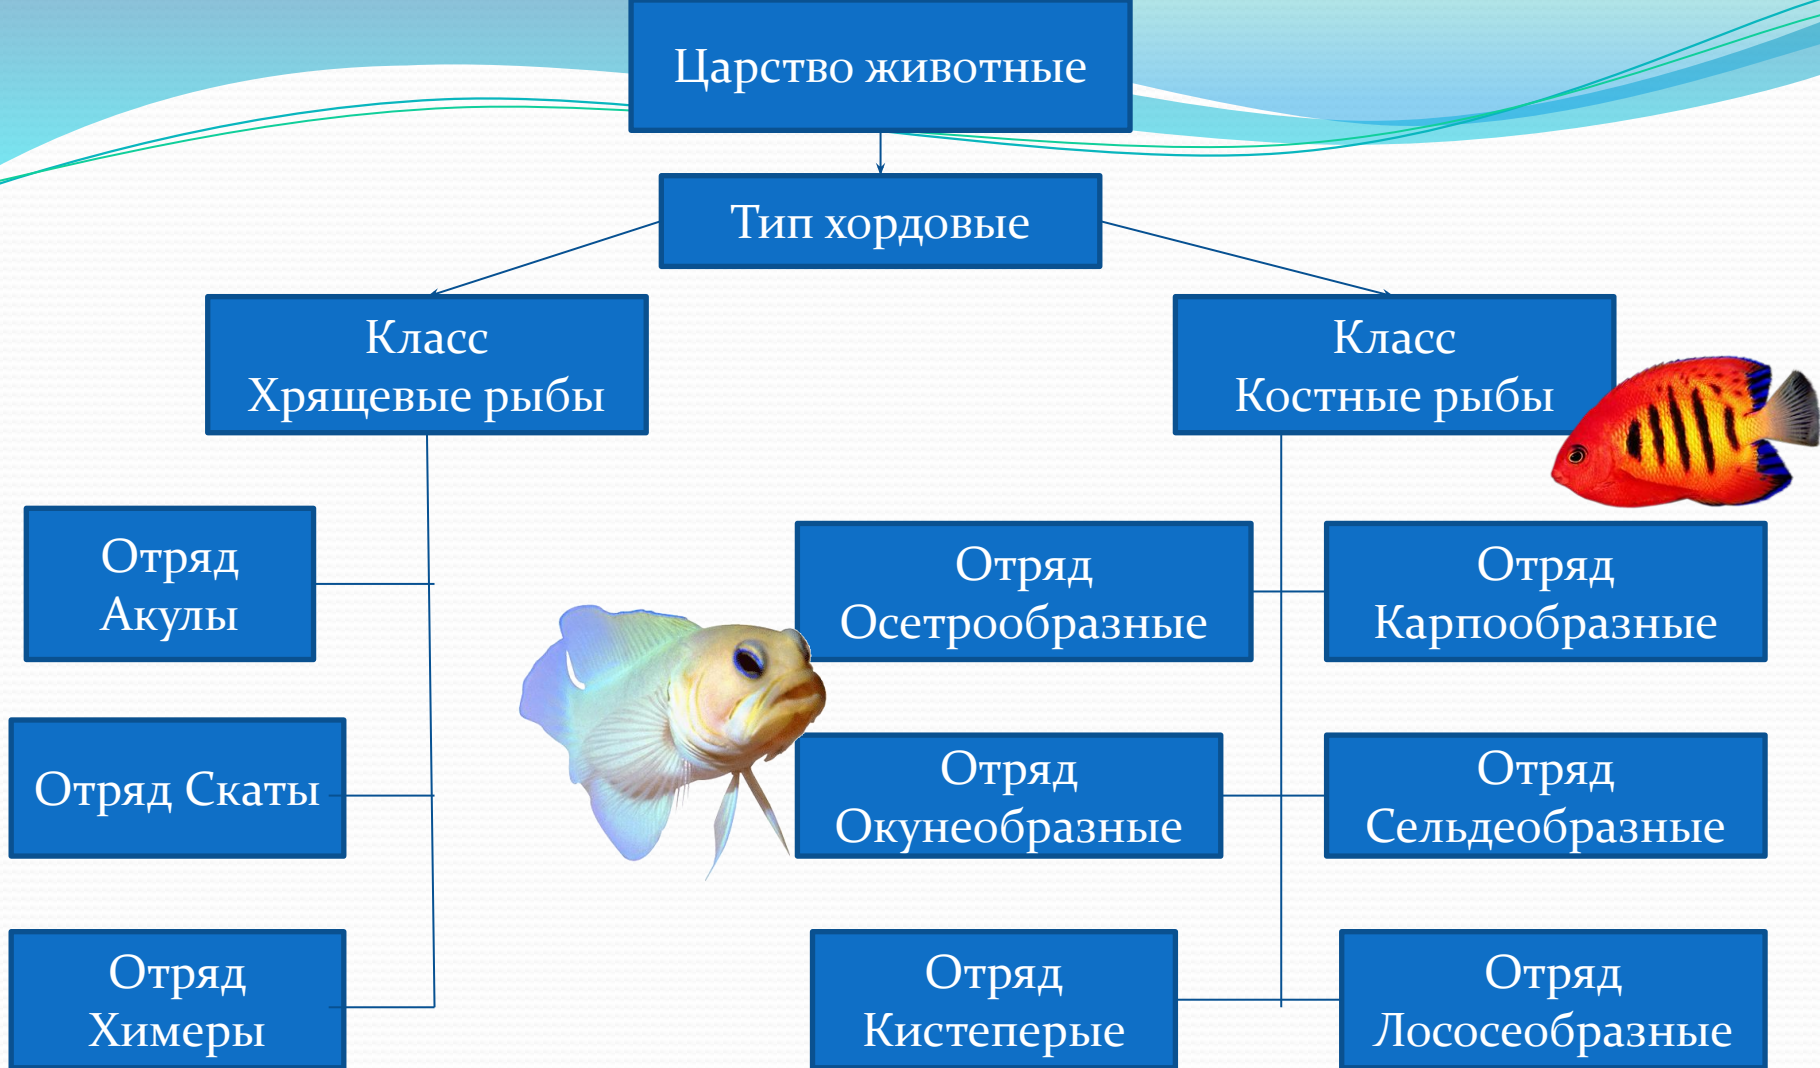 Царство животные
Тип хордовые
Класс
Хрящевые рыбы
Класс
Костные рыбы
Отряд
Акулы
Отряд
Осетрообразные
Отряд
Карпообразные
Отряд Скаты
Отряд
Окунеобразные
Отряд
Сельдеобразные
Отряд
Химеры
Отряд
Кистеперые
Отряд
Лососеобразные